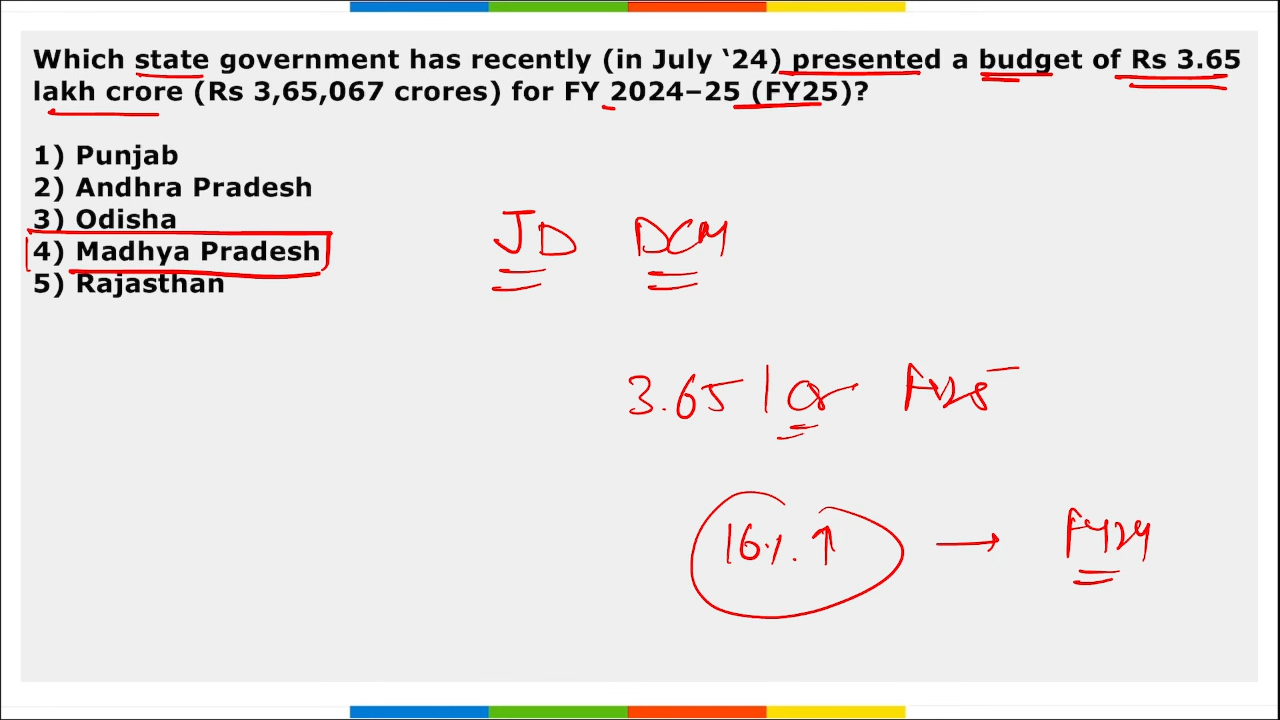 Which state government has recently (in July ‘24) presented a budget of Rs 3.65
lakh crore (Rs 3,65,067 crores) for FY 2024–25 (FY25)?
1) Punjab
2) Andhra Pradesh
3) Odisha
4) Madhya Pradesh
5) Rajasthan
JD DCM
3.65 l cr FY25
16% ↑ → FY24